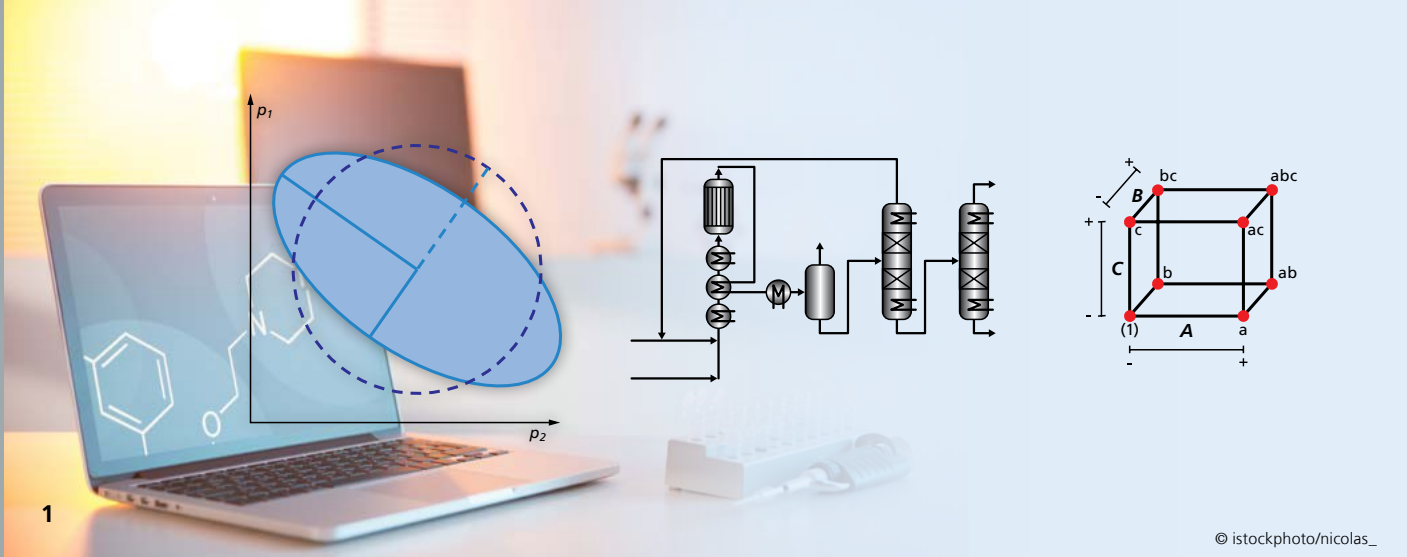 p1
p2
N
O
+
-
B
bc
abc
+
c
ac
C
b
ab
-
(1)
A
a
-
+
1
© istockphoto/nicolas_